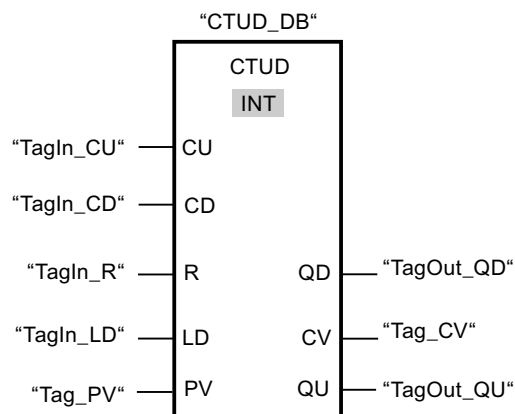 “CTUD_DB“
CTUD
INT
“TagIn_CU“ CU
“TagIn_CD“ CD
“TagIn_R“ R QD “TagOut_QD“
“TagIn_LD“ LD CV “Tag_CV“
“Tag_PV“ PV QU “TagOut_QU“